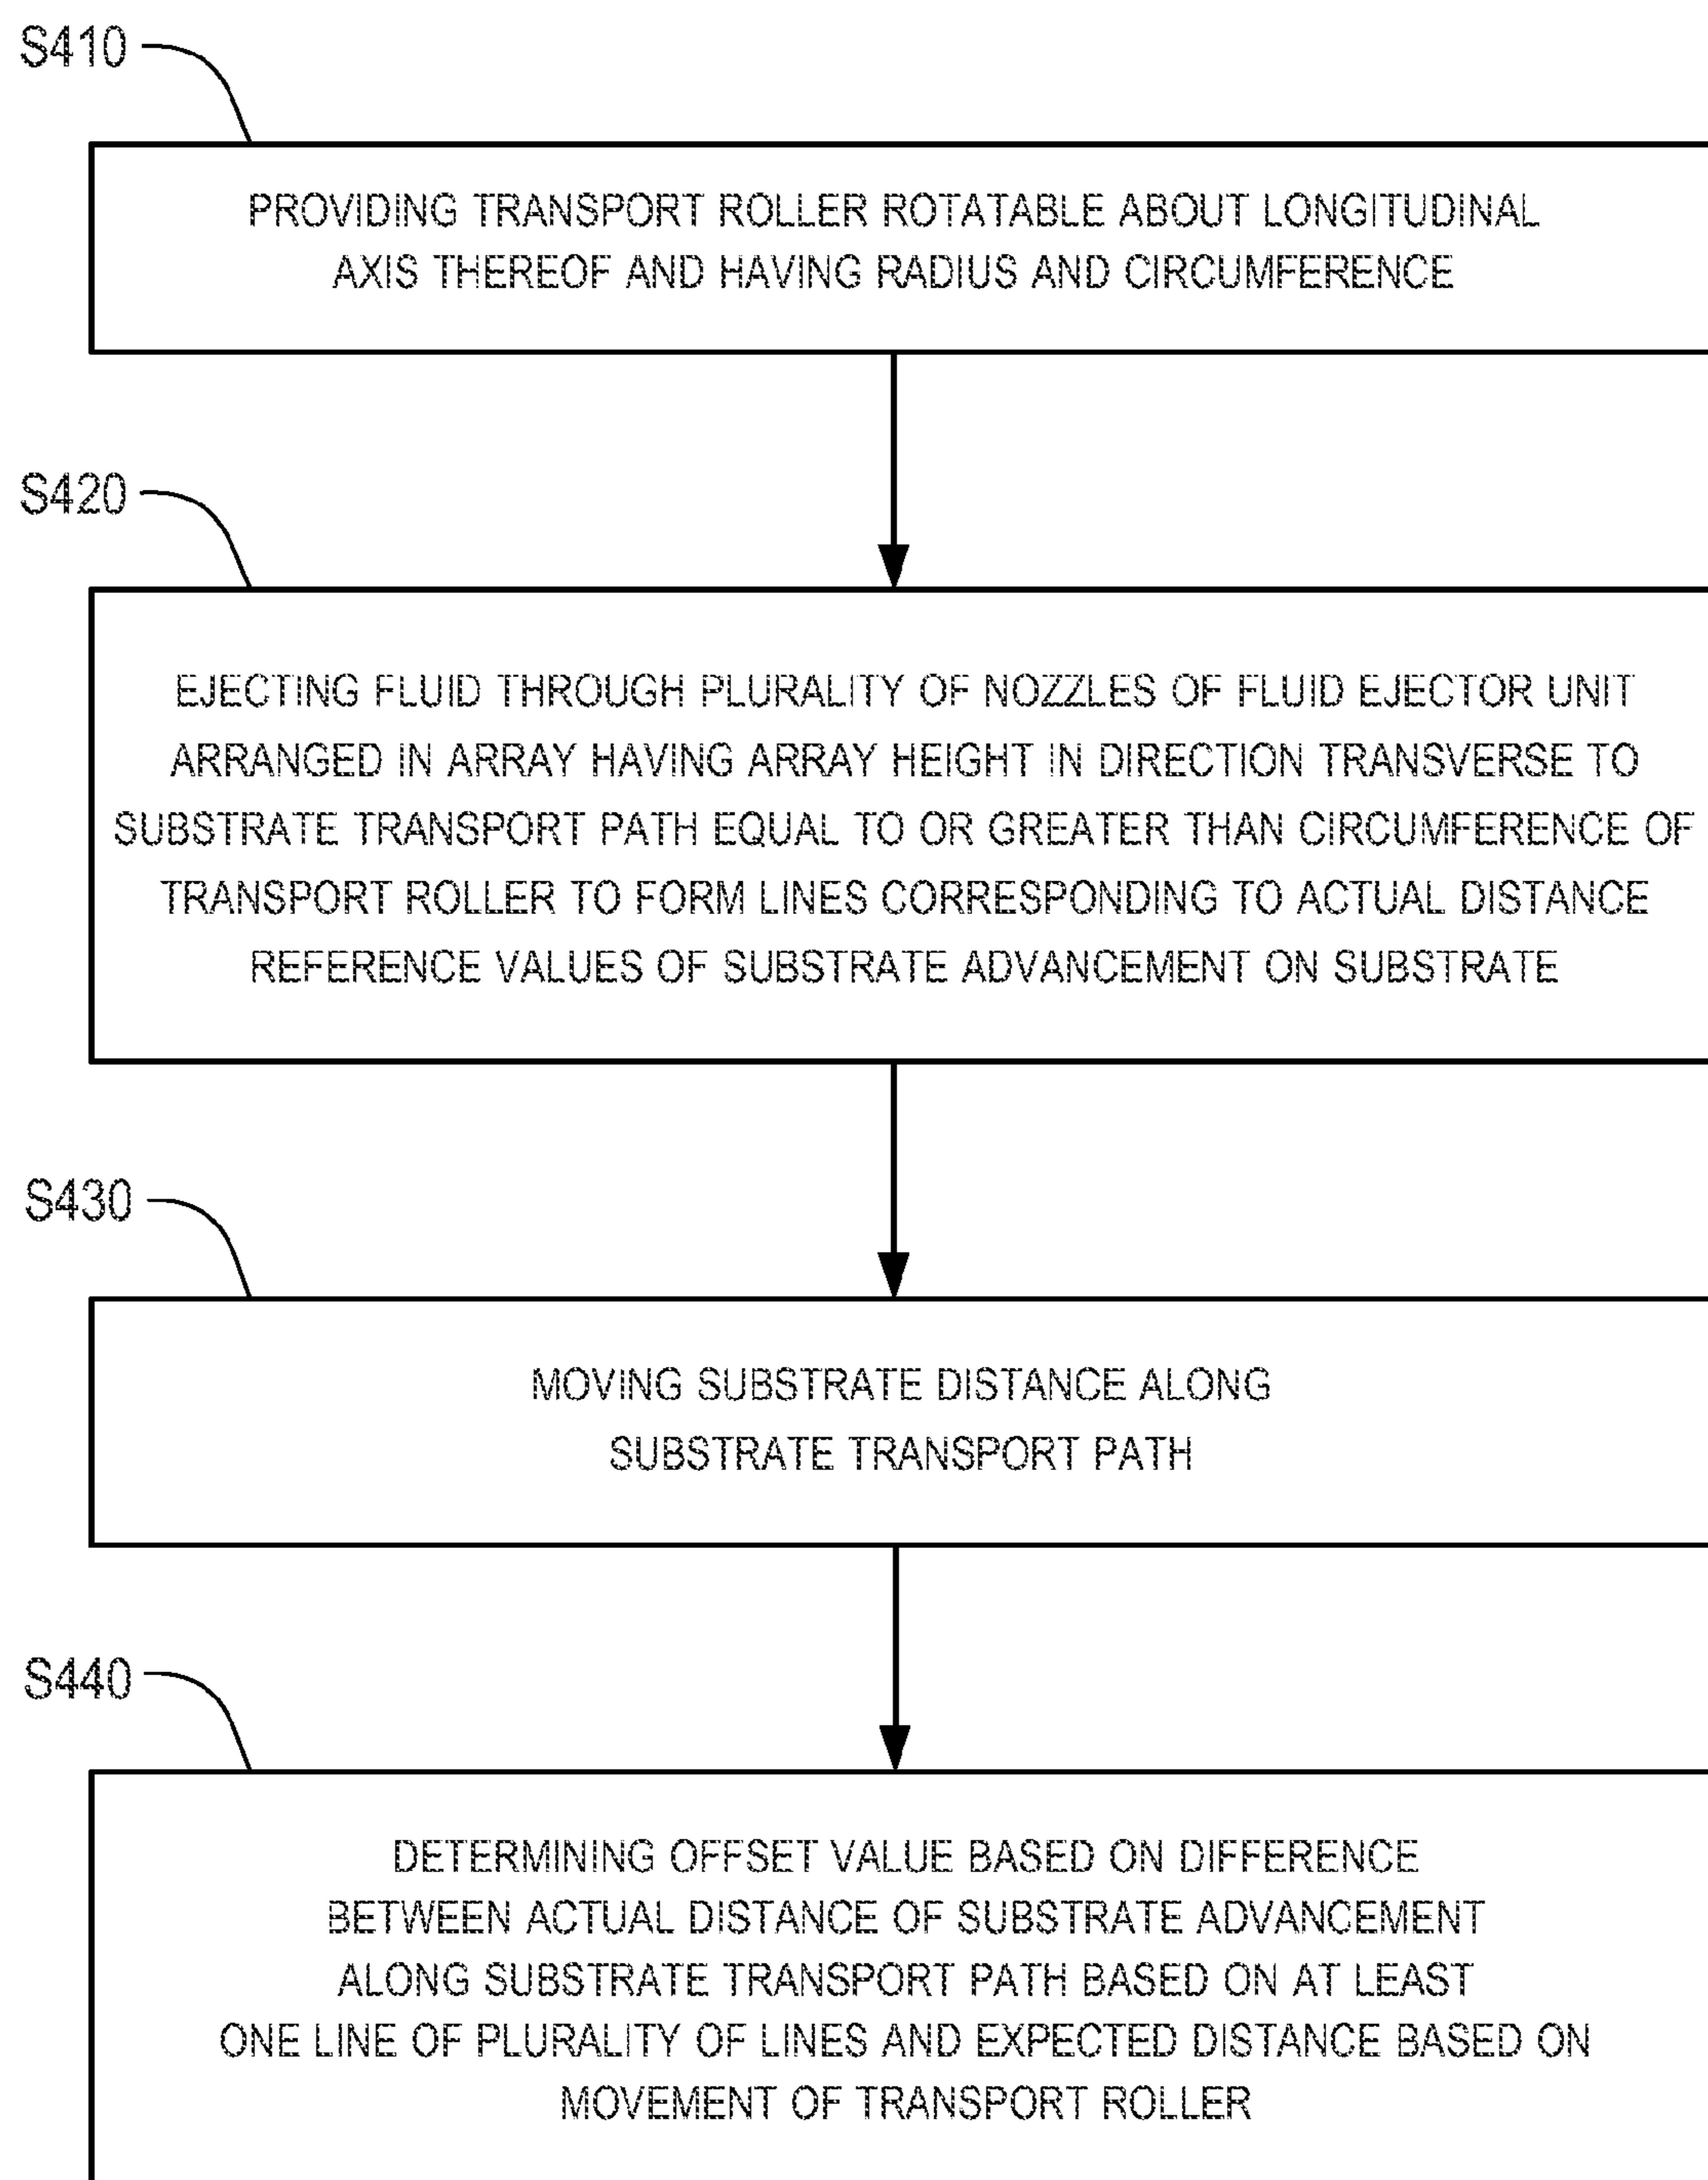 S410
PROVIDING TRANSPORT ROLLER ROTATABLE ABOUT LONGITUDINAL
AXIS THEREOF AND HAVING RADIUS AND CIRCUMFERENCE
S420
EJECTING FLUID THROUGH PLURALITY OF NOZZLES OF FLUID EJECTOR UNIT
ARRANGED IN ARRAY HAVING ARRAY HEIGHT IN DIRECTION TRANSVERSE TO
SUBSTRATE TRANSPORT PATH EQUAL TO OR GREATER THAN CIRCUMFERENCE OF
TRANSPORT ROLLER TO FORM LINES CORRESPONDING TO ACTUAL DISTANCE
REFERENCE VALUES OF SUBSTRATE ADVANCEMENT ON SUBSTRATE
S430
MOVING SUBSTRATE DISTANCE ALONG
SUBSTRATE TRANSPORT PATH
S440
DETERMINING OFFSET VALUE BASED ON DIFFERENCE
BETWEEN ACTUAL DISTANCE OF SUBSTRATE ADVANCEMENT
ALONG SUBSTRATE TRANSPORT PATH BASED ON AT LEAST
ONE LINE OF PLURALITY OF LINES AND EXPECTED DISTANCE BASED ON
MOVEMENT OF TRANSPORT ROLLER